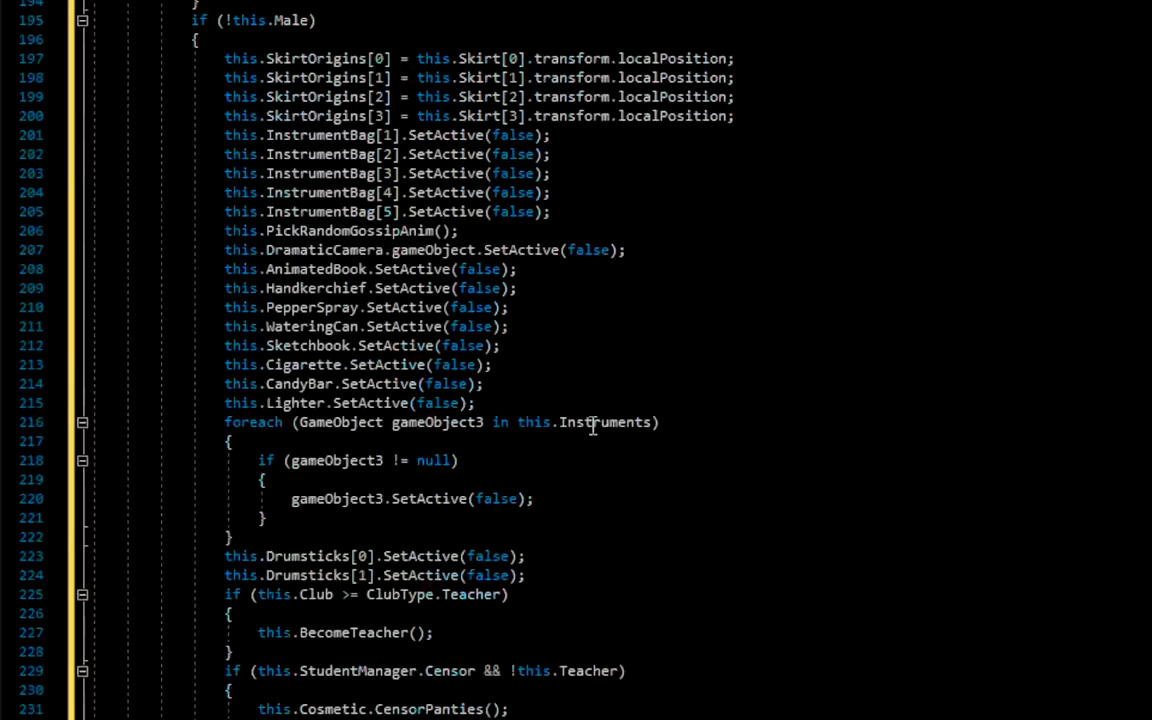 194 }
195 if (!this.Male)
196 {
197 this.SkirtOrigins[0] = this.Skirt[0].transform.localPosition;
198 this.SkirtOrigins[1] = this.Skirt[1].transform.localPosition;
199 this.SkirtOrigins[2] = this.Skirt[2].transform.localPosition;
200 this.SkirtOrigins[3] = this.Skirt[3].transform.localPosition;
201 this.InstrumentBag[1].SetActive(false);
202 this.InstrumentBag[2].SetActive(false);
203 this.InstrumentBag[3].SetActive(false);
204 this.InstrumentBag[4].SetActive(false);
205 this.InstrumentBag[5].SetActive(false);
206 this.PickRandomGossipAnim();
207 this.DramaticCamera.gameObject.SetActive(false);
208 this.AnimatedBook.SetActive(false);
209 this.Handkerchief.SetActive(false);
210 this.PepperSpray.SetActive(false);
211 this.WateringCan.SetActive(false);
212 this.Sketchbook.SetActive(false);
213 this.Cigarette.SetActive(false);
214 this.CandyBar.SetActive(false);
215 this.Lighter.SetActive(false);
216 foreach (GameObject gameObject3 in this.Instruments)
217 {
218 if (gameObject3 != null)
219 {
220 gameObject3.SetActive(false);
221 }
222 }
223 this.Drumsticks[0].SetActive(false);
224 this.Drumsticks[1].SetActive(false);
225 if (this.Club >= ClubType.Teacher)
226 {
227 this.BecomeTeacher();
228 }
229 if (this.StudentManager.Censor && !this.Teacher)
230 {
231 this.Cosmetic.CensorPanties();